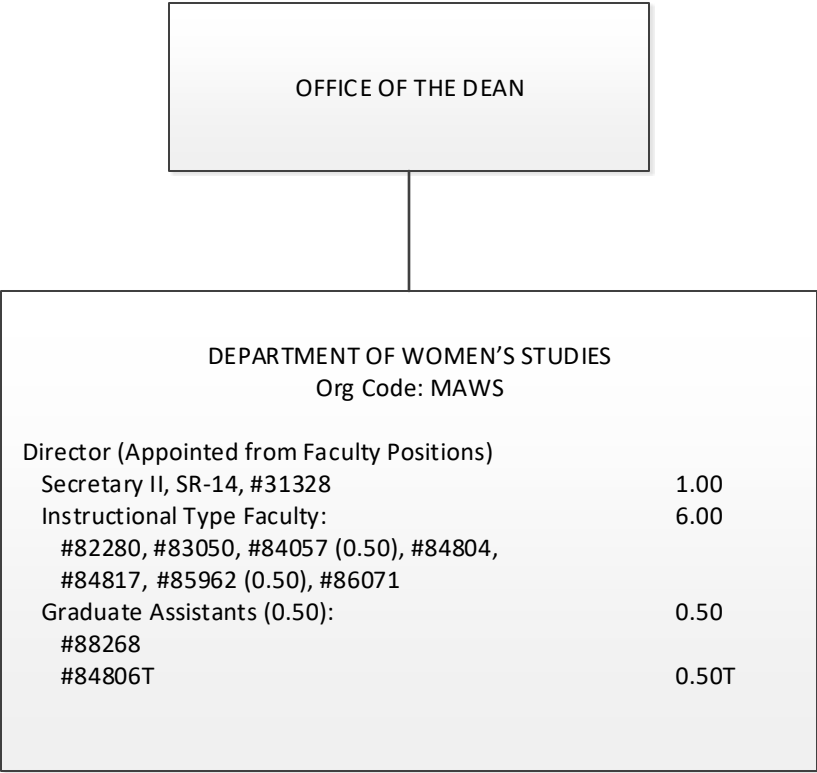 OFFICE OF THE DEAN
DEPARTMENT OF WOMEN’S STUDIES
Org Code: MAWS
Director (Appointed from Faculty Positions)
Secretary II, SR-14, #31328 1.00
Instructional Type Faculty: 6.00
#82280, #83050, #84057 (0.50), #84804,
#84817, #85962 (0.50), #86071
Graduate Assistants (0.50): 0.50
#88268
#84806T 0.50T